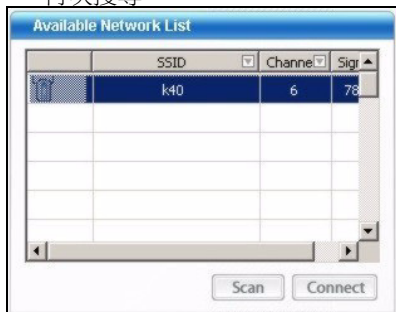 Available Network List
SSID Channe Sigr
k40 6 78
Scan Connect